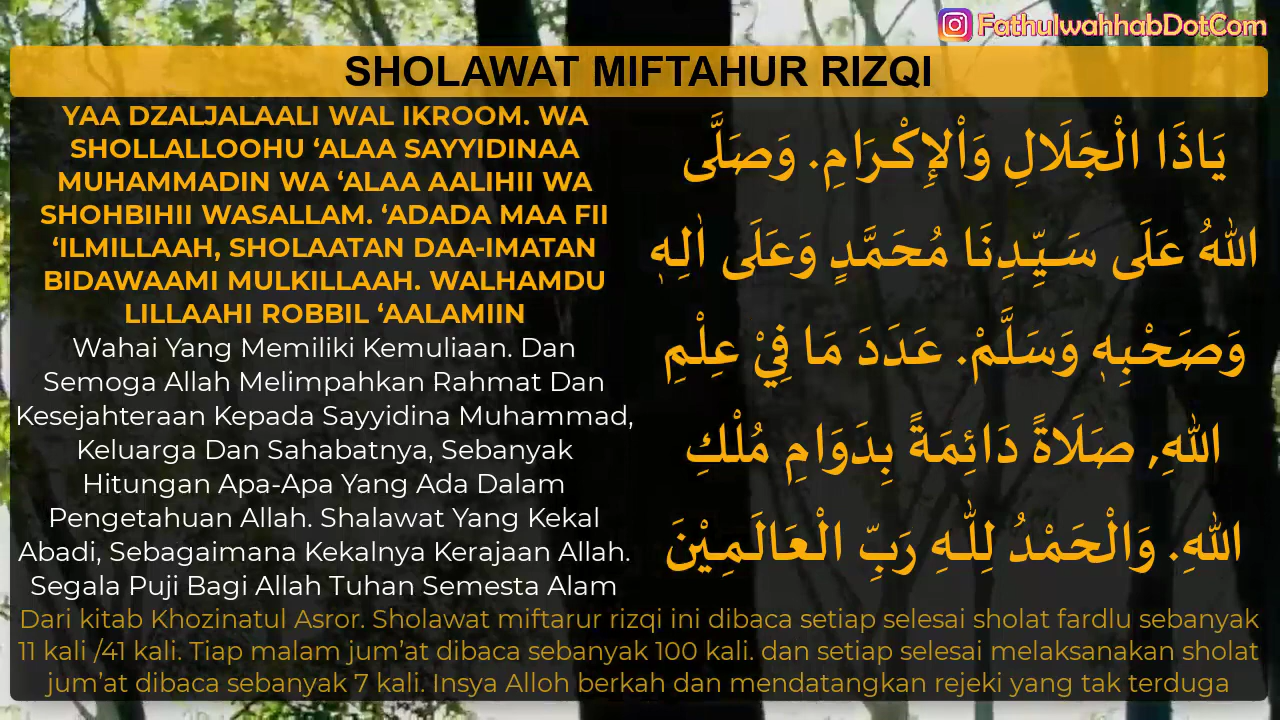 FathulwahhabDotCom
SHOLAWAT MIFTAHUR RIZQI
YAA DZALJALAALI WAL IKROOM. WA
SHOLLALLOOHU ‘ALAA SAYYIDINAA
MUHAMMADIN WA ‘ALAA AALIHII WA
SHOHBIHII WASALLAM. ‘ADADA MAA FII
‘ILMILLAAH, SHOLAATAN DAA-IMATAN
BIDAWAAMI MULKILLAAH. WALHAMDU
LILLAAHI ROBBIL ‘AALAMIIN
Wahai Yang Memiliki Kemuliaan. Dan
Semoga Allah Melimpahkan Rahmat Dan
Kesejahteraan Kepada Sayyidina Muhammad,
Keluarga Dan Sahabatnya, Sebanyak
Hitungan Apa-Apa Yang Ada Dalam
Pengetahuan Allah. Shalawat Yang Kekal
Abadi, Sebagaimana Kekalnya Kerajaan Allah.
Segala Puji Bagi Allah Tuhan Semesta Alam
يَاذَا الْجَلَالِ وَاْلإِكْرَامِ. وَصَلَّى
اللهُ عَلَى سَيِّدِنَا مُحَمَّدٍ وَعَلَى اٰلِهٖ
وَصَحْبِهٖ وَسَلَّمْ. عَدَدَ مَا فِيْ عِلْمِ
اللهِ, صَلَاةً دَائِمَةً بِدَوَامِ مُلْكِ
اللهِ. وَالْحَمْدُ لِلّٰهِ رَبِّ الْعَالَمِيْنَ
Dari kitab Khozinatul Asror. Sholawat miftarur rizqi ini dibaca setiap selesai sholat fardlu sebanyak
11 kali /41 kali. Tiap malam jum’at dibaca sebanyak 100 kali. dan setiap selesai melaksanakan sholat
jum’at dibaca sebanyak 7 kali. Insya Alloh berkah dan mendatangkan rejeki yang tak terduga